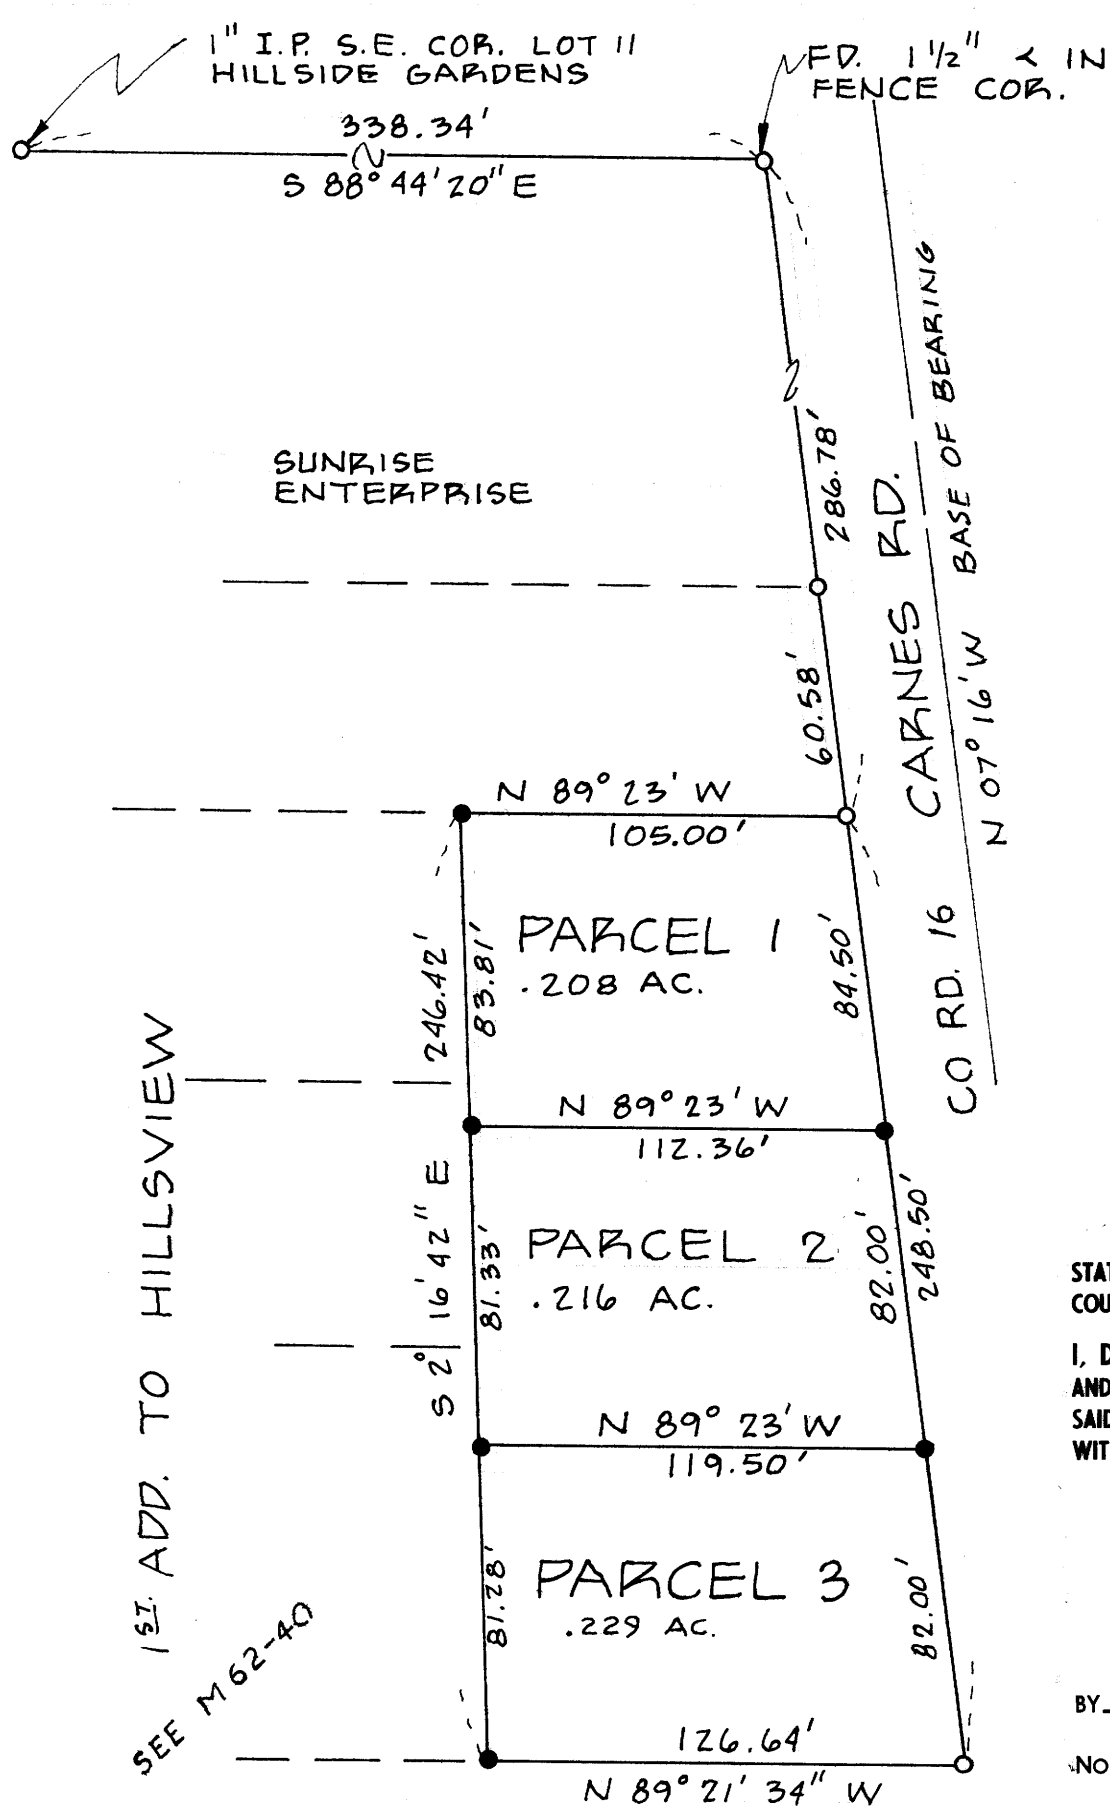 1" I.P. S.E. COR. LOT 11
HILLSIDE GARDENS
FD. 1 1/2" < IN
FENCE COR.
338.34'
S 88° 44' 20" E
SUNRISE
ENTERPRISE
286.78'
60.58'
CARNES RD.
CO RD. 16
N 07° 16' W BASE OF BEARING
N 89° 23' W
105.00'
PARCEL 1
.208 AC.
246.42'
83.81'
84.50'
N 89° 23' W
112.36'
PARCEL 2
.216 AC.
S 2° 16' 42" E
81.33'
82.00'
248.50'
N 89° 23' W
119.50'
PARCEL 3
.229 AC.
81.28'
82.00'
126.64'
N 89° 21' 34" W
1ST. ADD. TO HILLSVIEW
SEE M 62-40
STAT
COU
I, D
AND
SAID
WIT
BY
NO